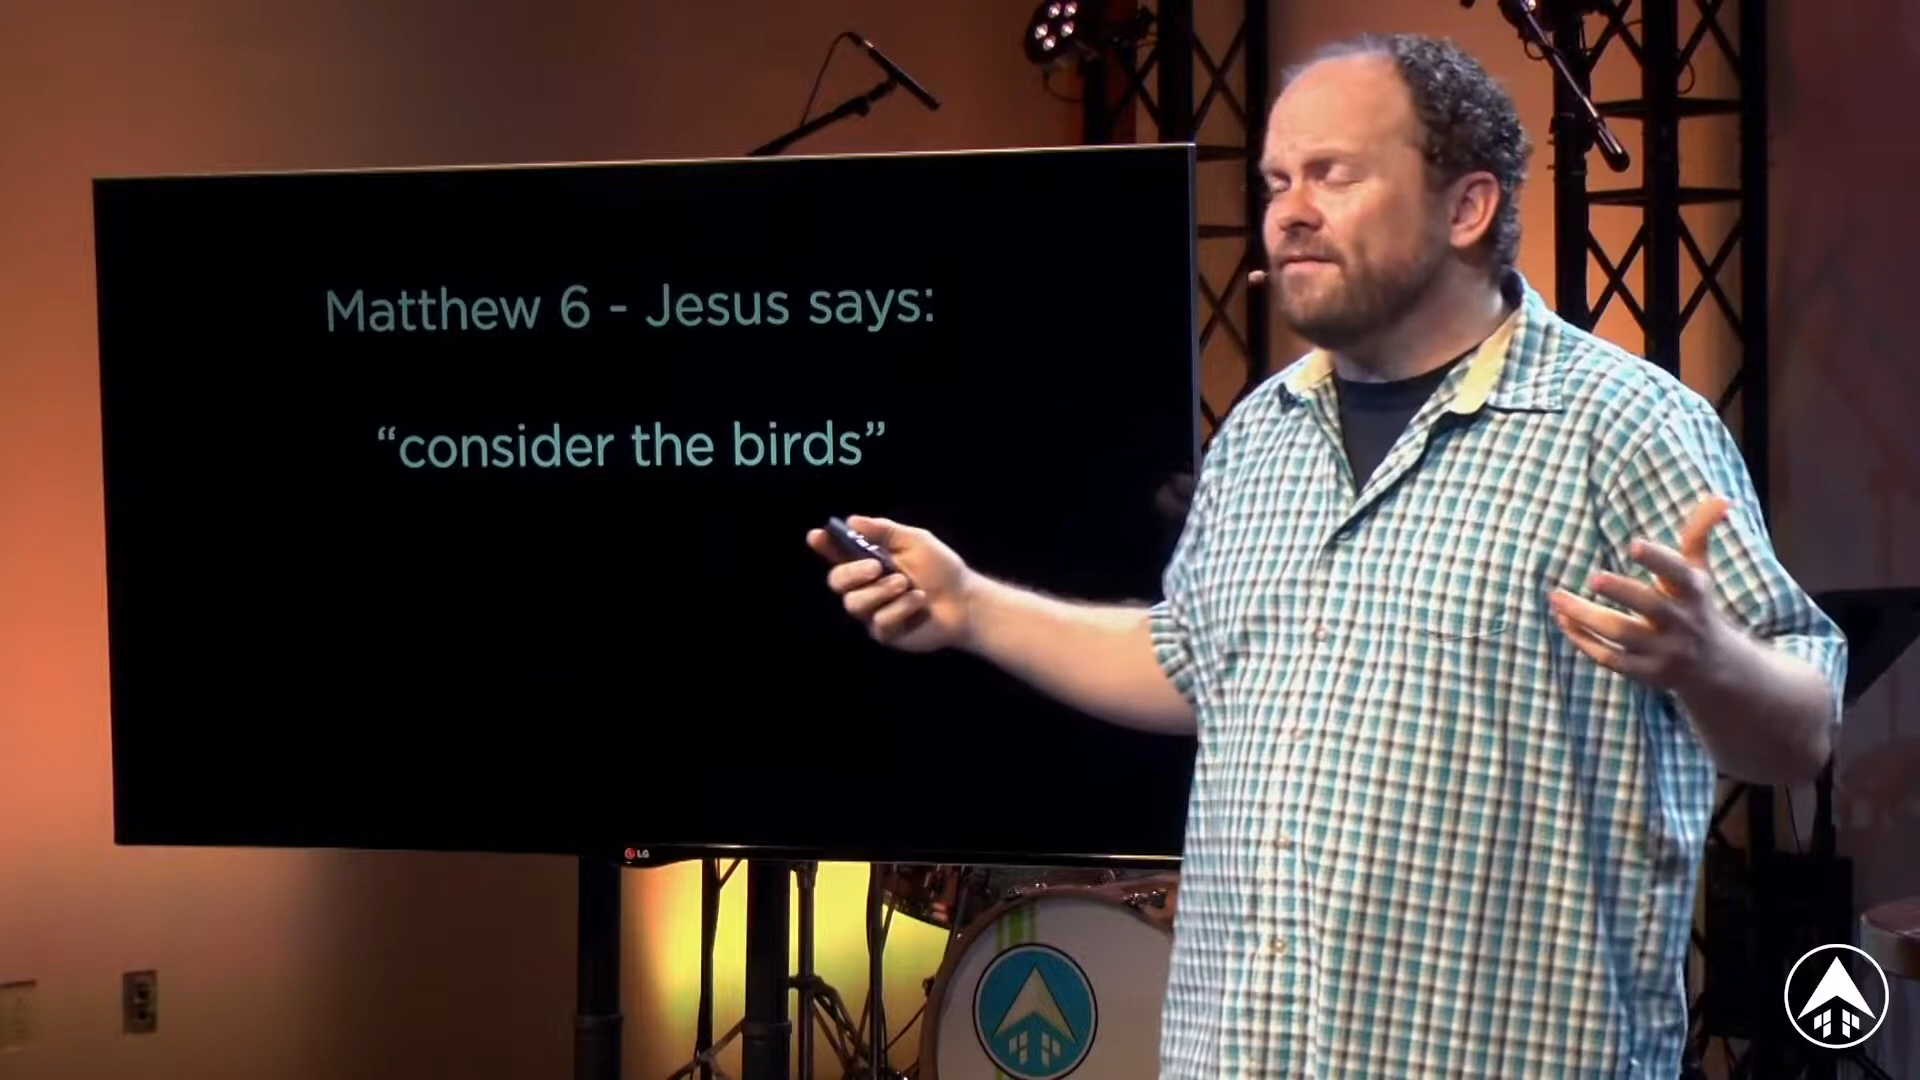 Matthew 6 - Jesus says:
“consider the birds”
LG